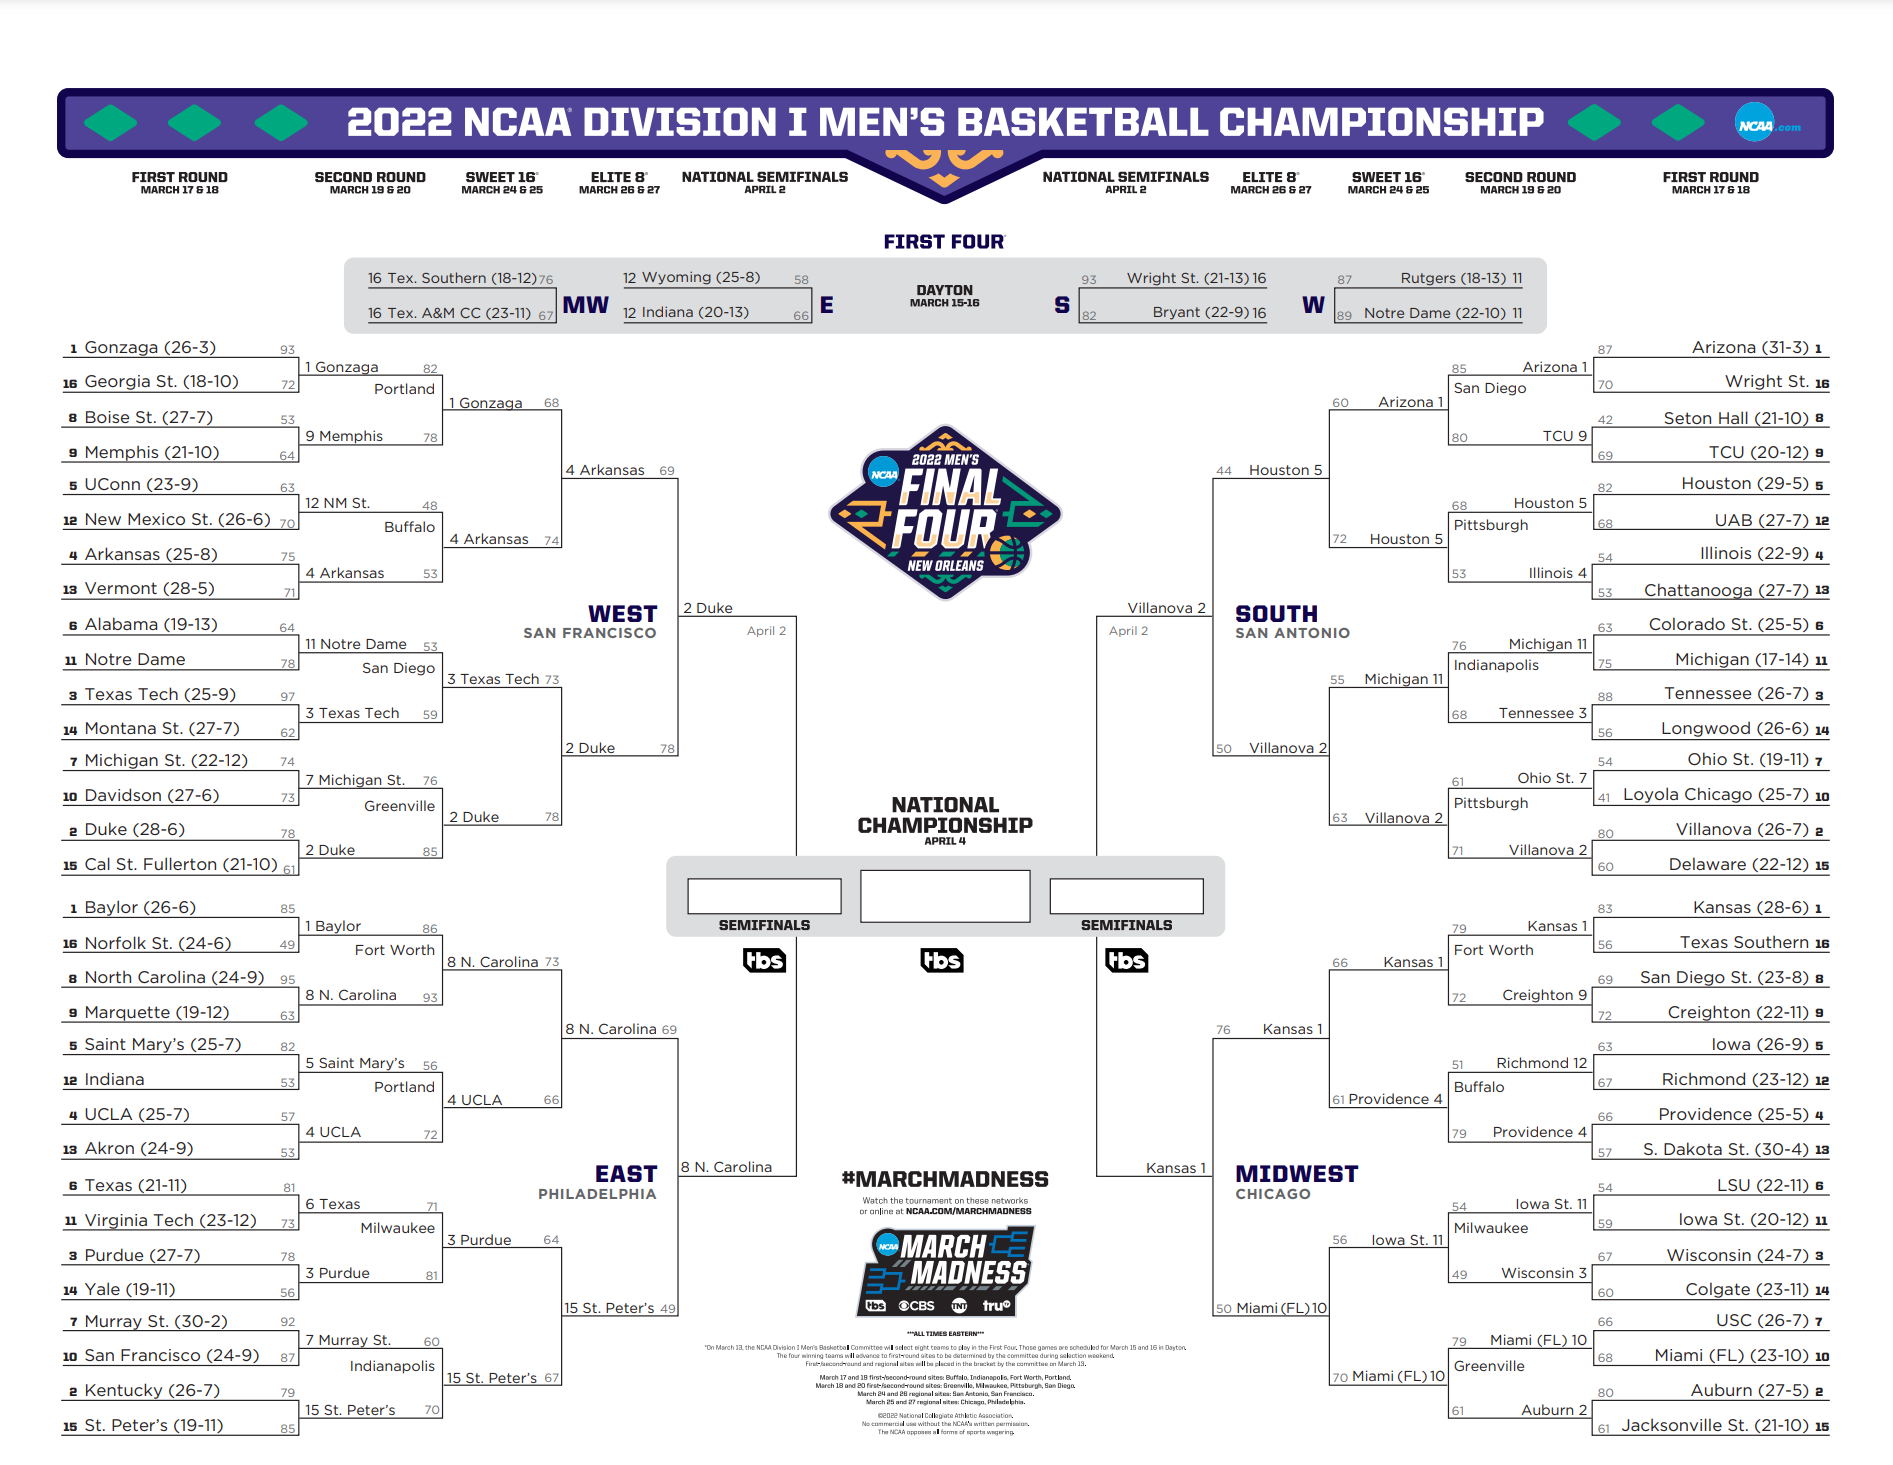 2022 NCAA DIVISION I MEN'S BASKETBALL CHAMPIONSHIP
NCAA.com
FIRST ROUND
MARCH 17 & 18
SECOND ROUND
MARCH 19 & 20
SWEET 16®
MARCH 24 & 25
ELITE 8®
MARCH 26 & 27
NATIONAL SEMIFINALS
APRIL 2
NATIONAL SEMIFINALS
APRIL 2
ELITE 8®
MARCH 26 & 27
SWEET 16®
MARCH 24 & 25
SECOND ROUND
MARCH 19 & 20
FIRST ROUND
MARCH 17 & 18
FIRST FOUR®
16 Tex. Southern (18-12) 76
16 Tex. A&M CC (23-11) 67
MW
12 Wyoming (25-8) 58
12 Indiana (20-13) 66
E
DAYTON
MARCH 15-16
S
93 Wright St. (21-13) 16
82 Bryant (22-9) 16
W
87 Rutgers (18-13) 11
89 Notre Dame (22-10) 11
1 Gonzaga (26-3) 93
16 Georgia St. (18-10) 72
8 Boise St. (27-7) 53
9 Memphis (21-10) 64
5 UConn (23-9) 63
12 New Mexico St. (26-6) 70
4 Arkansas (25-8) 75
13 Vermont (28-5) 71
6 Alabama (19-13) 64
11 Notre Dame 78
3 Texas Tech (25-9) 97
14 Montana St. (27-7) 62
7 Michigan St. (22-12) 74
10 Davidson (27-6) 73
2 Duke (28-6) 78
15 Cal St. Fullerton (21-10) 61
1 Gonzaga 82
Portland
9 Memphis 78
12 NM St. 48
Buffalo
4 Arkansas 53
11 Notre Dame 53
San Diego
3 Texas Tech 59
7 Michigan St. 76
Greenville
2 Duke 85
1 Gonzaga 68
4 Arkansas 74
3 Texas Tech 73
2 Duke 78
4 Arkansas 69
2 Duke 78
WEST
SAN FRANCISCO
2 Duke
April 2
1 Baylor (26-6) 85
16 Norfolk St. (24-6) 49
8 North Carolina (24-9) 95
9 Marquette (19-12) 63
5 Saint Mary's (25-7) 82
12 Indiana 53
4 UCLA (25-7) 57
13 Akron (24-9) 53
6 Texas (21-11) 81
11 Virginia Tech (23-12) 73
3 Purdue (27-7) 78
14 Yale (19-11) 56
7 Murray St. (30-2) 92
10 San Francisco (24-9) 87
2 Kentucky (26-7) 79
15 St. Peter's (19-11) 85
1 Baylor 86
Fort Worth
8 N. Carolina 93
5 Saint Mary's 56
Portland
4 UCLA 72
6 Texas 71
Milwaukee
3 Purdue 81
7 Murray St. 60
Indianapolis
15 St. Peter's 70
8 N. Carolina 73
4 UCLA 66
3 Purdue 64
15 St. Peter's 67
8 N. Carolina 69
15 St. Peter's 49
EAST
PHILADELPHIA
8 N. Carolina
NCAA
2022 MEN'S
FINAL
FOUR
NEW ORLEANS
NATIONAL
CHAMPIONSHIP
APRIL 4
SEMIFINALS
SEMIFINALS
tbs
tbs
tbs
87 Arizona (31-3) 1
70 Wright St. 16
42 Seton Hall (21-10) 8
69 TCU (20-12) 9
82 Houston (29-5) 5
68 UAB (27-7) 12
54 Illinois (22-9) 4
53 Chattanooga (27-7) 13
63 Colorado St. (25-5) 6
75 Michigan (17-14) 11
88 Tennessee (26-7) 3
56 Longwood (26-6) 14
54 Ohio St. (19-11) 7
41 Loyola Chicago (25-7) 10
80 Villanova (26-7) 2
60 Delaware (22-12) 15
85 Arizona 1
San Diego
80 TCU 9
68 Houston 5
Pittsburgh
53 Illinois 4
76 Michigan 11
Indianapolis
68 Tennessee 3
61 Ohio St. 7
Pittsburgh
71 Villanova 2
60 Arizona 1
72 Houston 5
55 Michigan 11
63 Villanova 2
44 Houston 5
50 Villanova 2
SOUTH
SAN ANTONIO
Villanova 2
April 2
83 Kansas (28-6) 1
56 Texas Southern 16
69 San Diego St. (23-8) 8
72 Creighton (22-11) 9
63 Iowa (26-9) 5
67 Richmond (23-12) 12
66 Providence (25-5) 4
57 S. Dakota St. (30-4) 13
54 LSU (22-11) 6
59 Iowa St. (20-12) 11
67 Wisconsin (24-7) 3
60 Colgate (23-11) 14
66 USC (26-7) 7
68 Miami (FL) (23-10) 10
80 Auburn (27-5) 2
61 Jacksonville St. (21-10) 15
79 Kansas 1
Fort Worth
72 Creighton 9
51 Richmond 12
Buffalo
79 Providence 4
54 Iowa St. 11
Milwaukee
49 Wisconsin 3
79 Miami (FL) 10
Greenville
61 Auburn 2
66 Kansas 1
61 Providence 4
56 Iowa St. 11
70 Miami (FL) 10
76 Kansas 1
50 Miami (FL) 10
MIDWEST
CHICAGO
Kansas 1
#MARCHMADNESS
Watch the tournament on these networks
or online at NCAA.COM/MARCHMADNESS
NCAA
MARCH
MADNESS
tbs CBS TNT truTV
***ALL TIMES EASTERN***
*On March 13, the NCAA Division I Men's Basketball Committee will select eight teams to play in the First Four. Those games are scheduled for March 15 and 16 in Dayton.
The four winning teams will advance to first-round sites to be determined by the committee during selection weekend.
First-/second-round and regional sites will be placed in the bracket by the committee on March 13.
March 17 and 19 first-/second-round sites: Buffalo, Indianapolis, Fort Worth, Portland.
March 18 and 20 first-/second-round sites: Greenville, Milwaukee, Pittsburgh, San Diego.
March 24 and 26 regional sites: San Antonio, San Francisco.
March 25 and 27 regional sites: Chicago, Philadelphia.
©2022 National Collegiate Athletic Association.
No commercial use without the NCAA's written permission.
The NCAA opposes all forms of sports wagering.